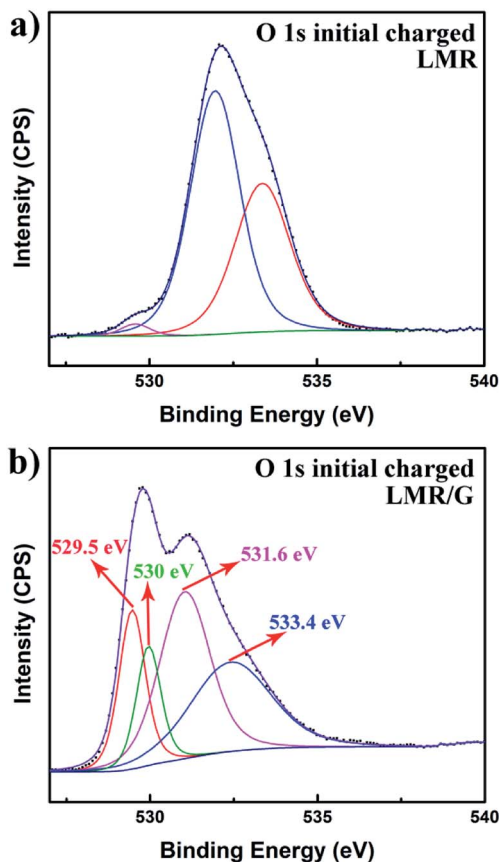 a)
O 1s initial charged
LMR
Intensity (CPS)
530
535
540
Binding Energy (eV)
b)
O 1s initial charged
LMR/G
529.5 eV
530 eV
531.6 eV
533.4 eV
Intensity (CPS)
530
535
540
Binding Energy (eV)